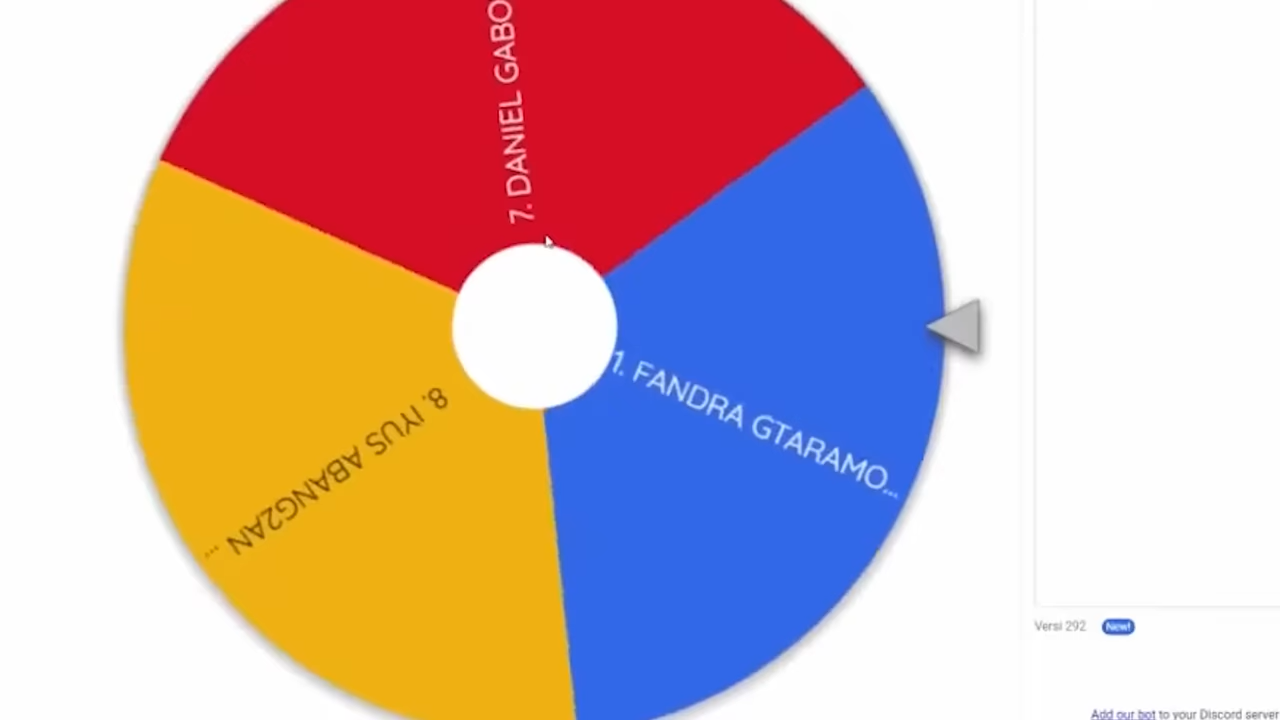 7. DANIEL GABO
1. FANDRA GTARAMO...
8. IYUS ABANGZAN ...
Versi 292 New!
Add our bot to your Discord server